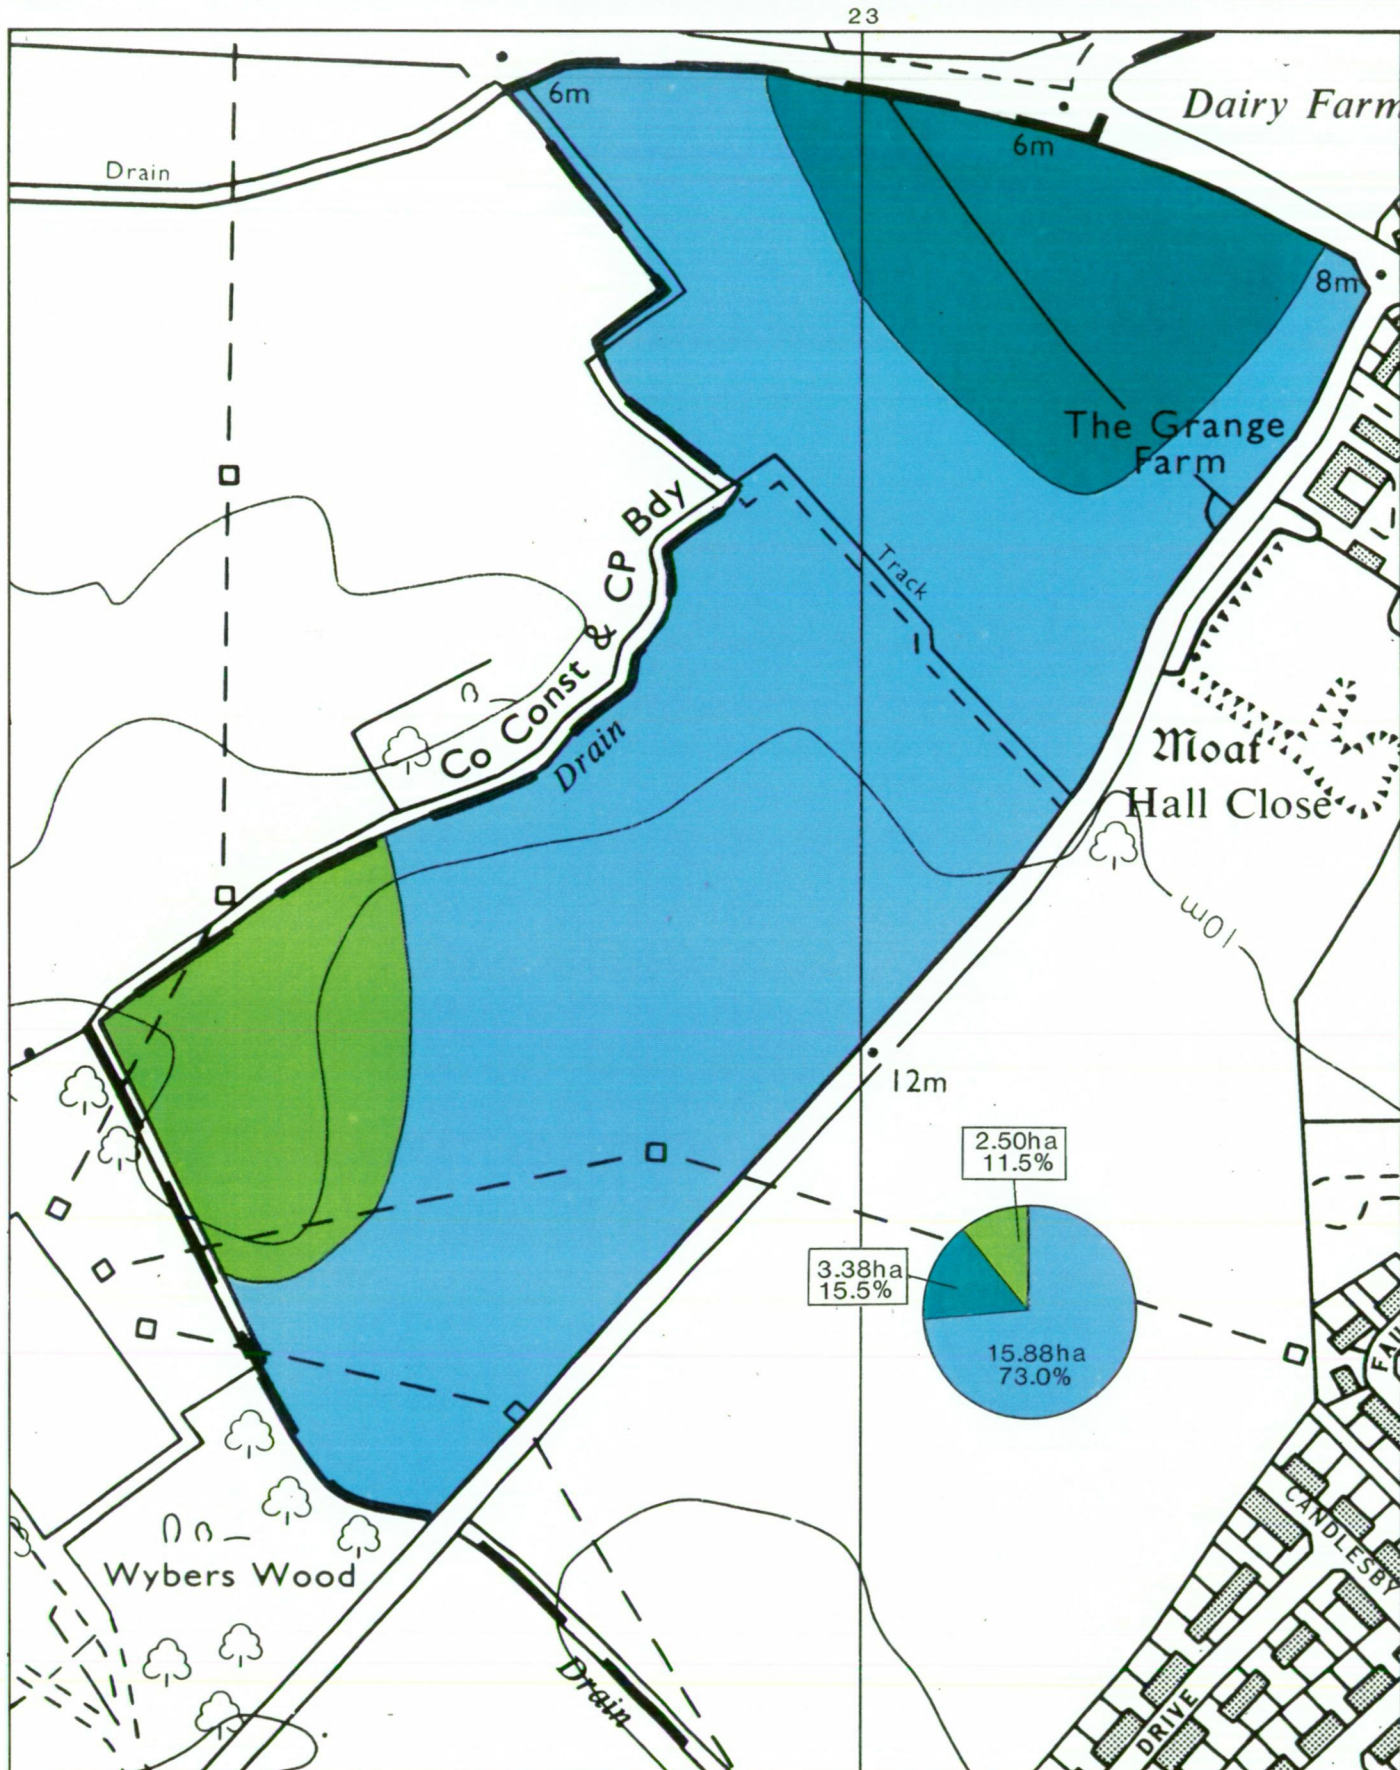 23
6m
Dairy Farm
6m
Drain
8m
The Grange
Farm
Co Const & CP Bdy
Track
Drain
Moat
Hall Close
10m
12m
2.50ha
11.5%
3.38ha
15.5%
15.88ha
73.0%
Wybers Wood
CANDLESBY
Drain
DRIVE